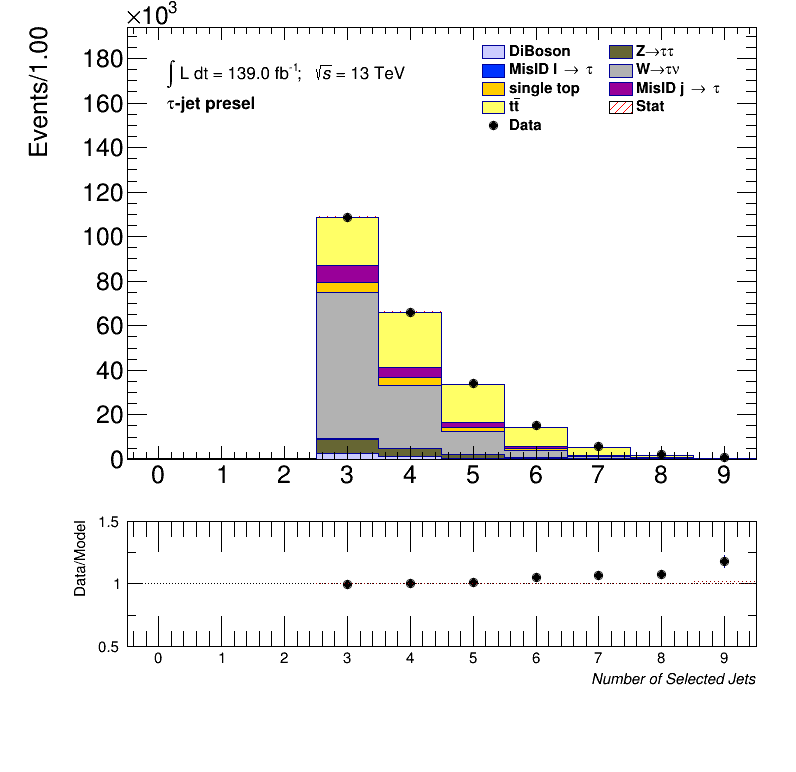 ×10³
Events/1.00
180
160
140
120
100
80
60
40
20
0
∫ L dt = 139.0 fb⁻¹; √s = 13 TeV
τ-jet presel
DiBoson
MisID l → τ
single top
tt̄
Data
Z→ττ
W→τν
MisID j → τ
Stat
0 1 2 3 4 5 6 7 8 9
Data/Model
1.5
1
0.5
0 1 2 3 4 5 6 7 8 9
Number of Selected Jets